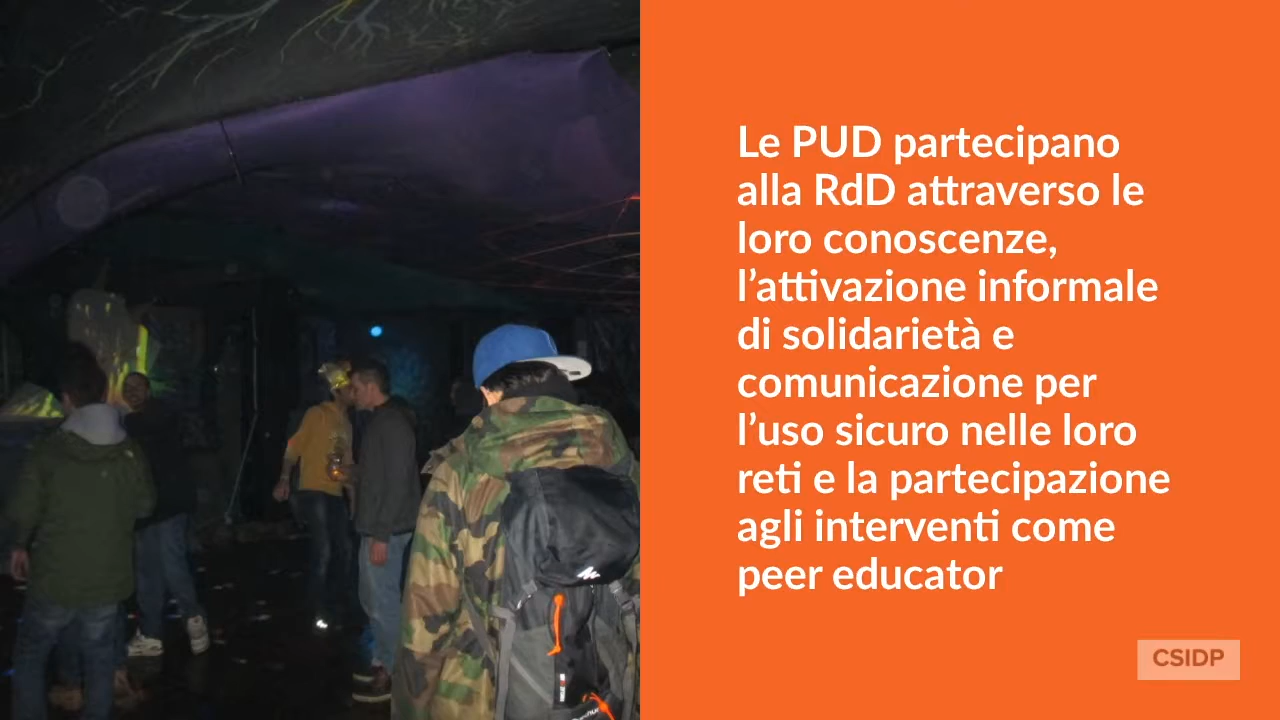 Le PUD partecipano
alla RdD attraverso le
loro conoscenze,
l’attivazione informale
di solidarietà e
comunicazione per
l’uso sicuro nelle loro
reti e la partecipazione
agli interventi come
peer educator
CSIDP